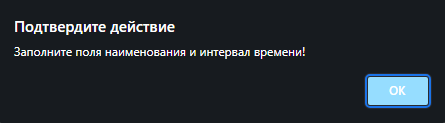 Подтвердите действие
Заполните поля наименования и интервал времени!
OK